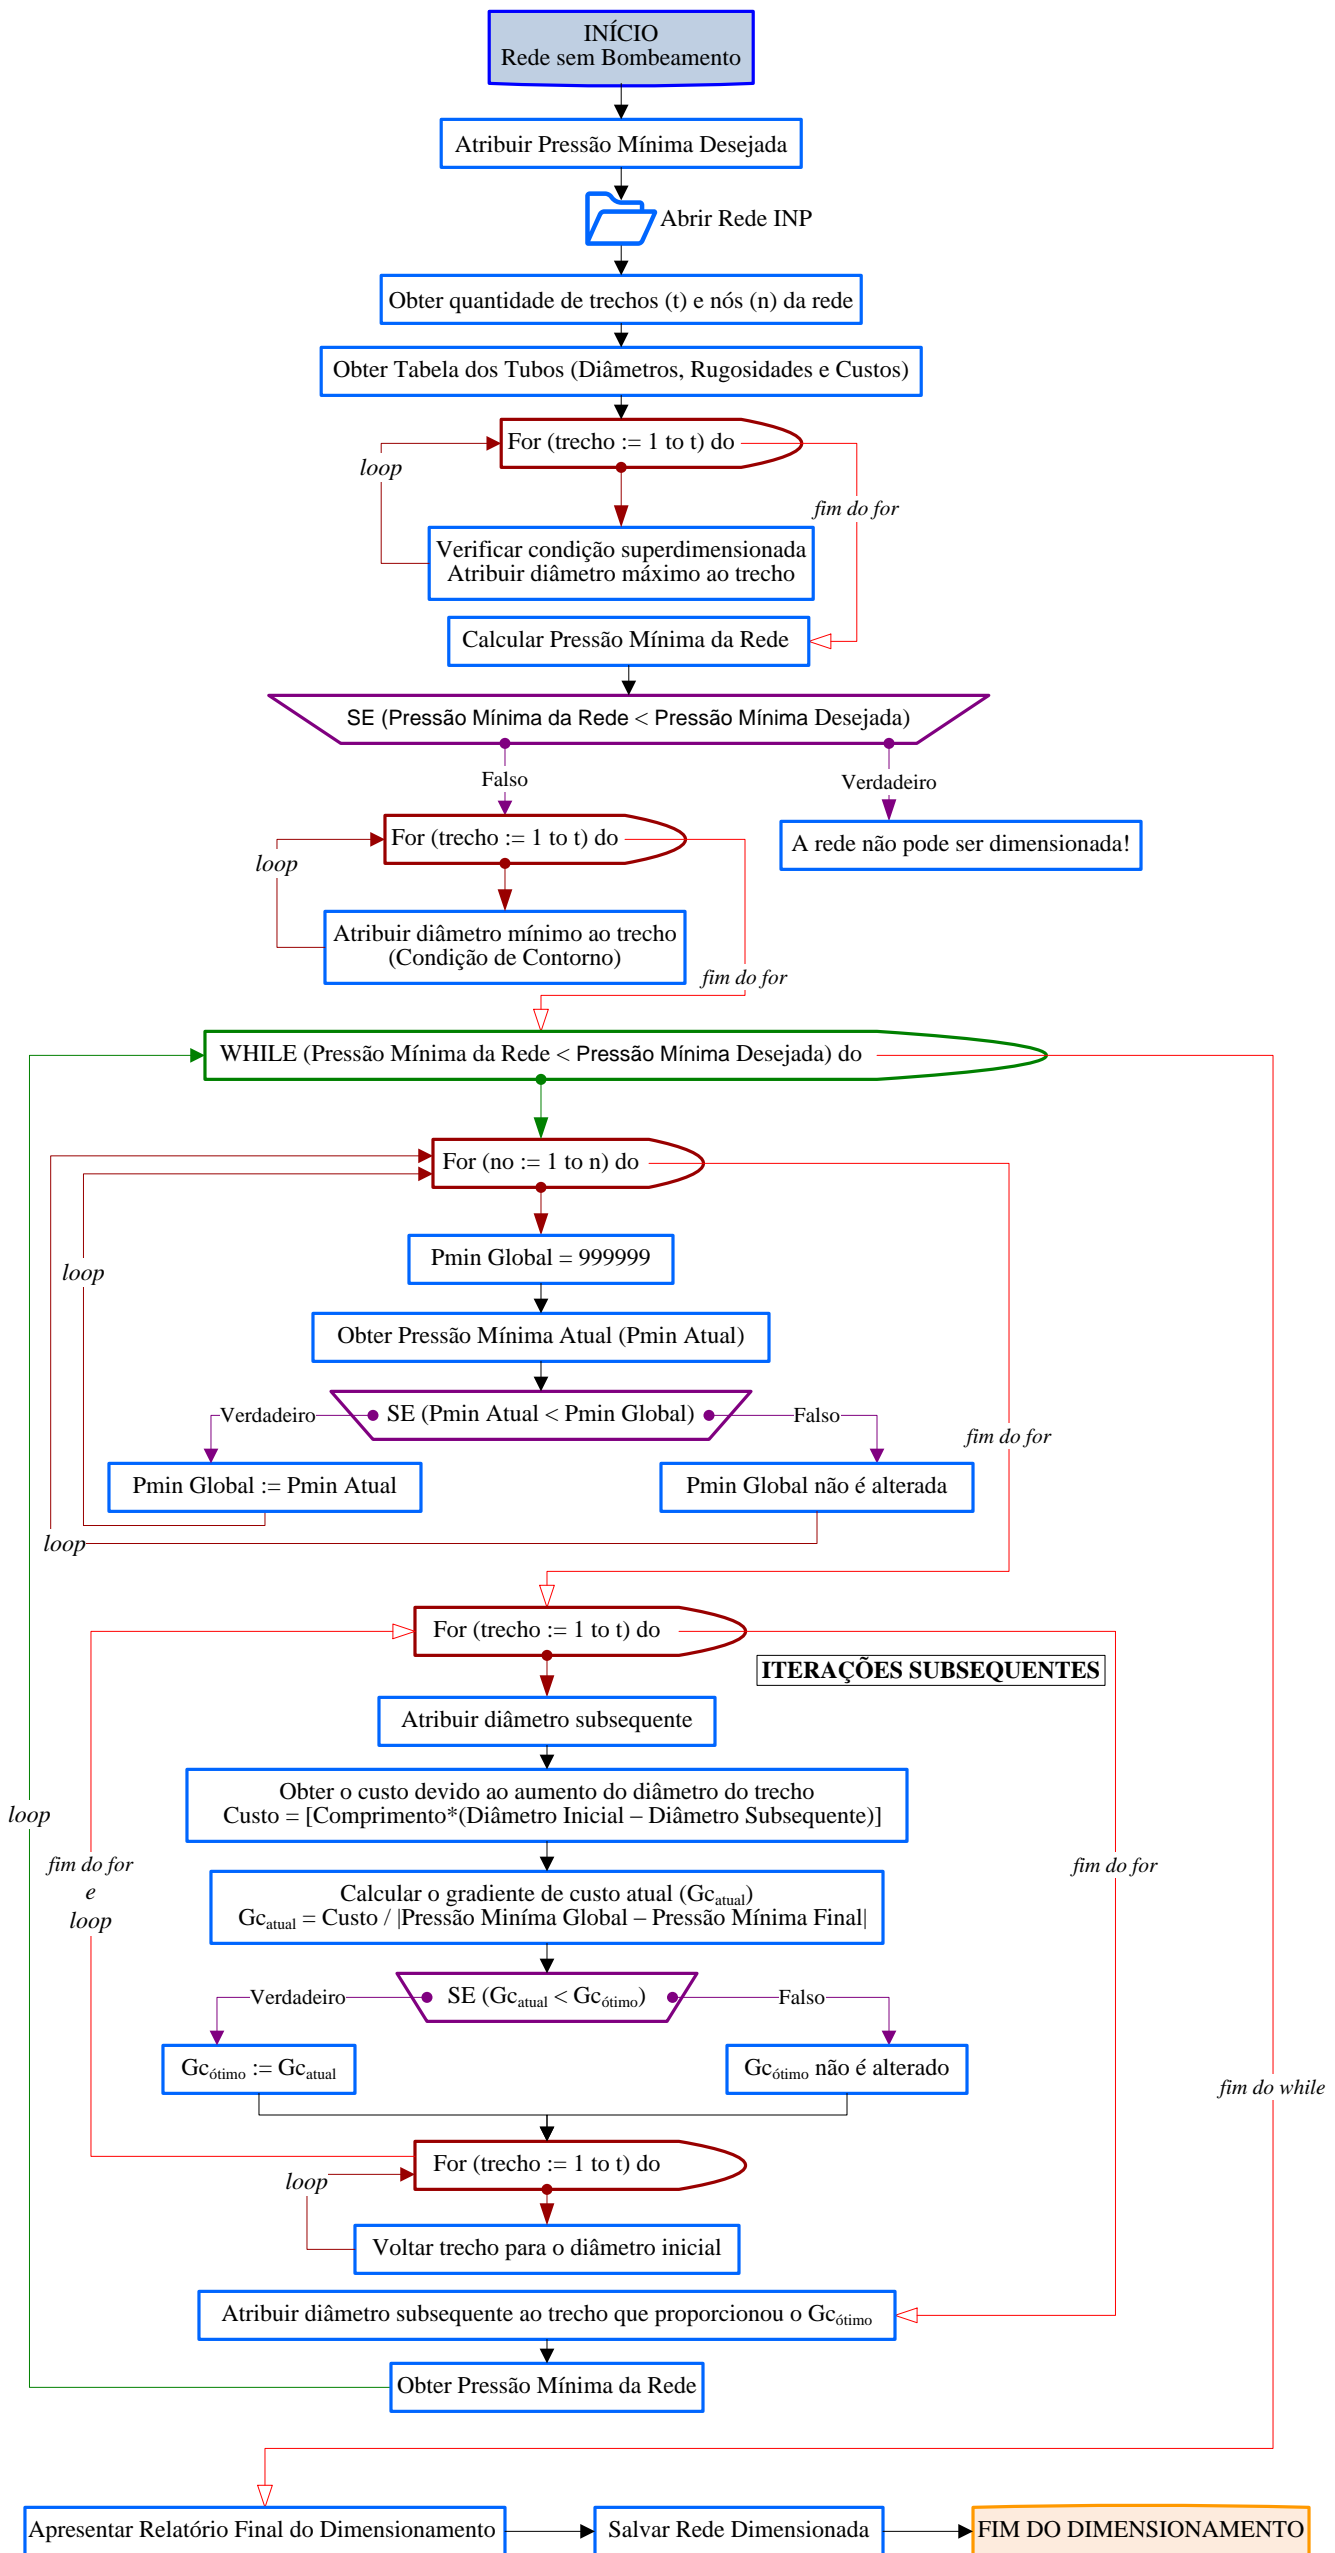 INÍCIO
Rede sem Bombeamento
Atribuir Pressão Mínima Desejada
Abrir Rede INP
Obter quantidade de trechos (t) e nós (n) da rede
Obter Tabela dos Tubos (Diâmetros, Rugosidades e Custos)
For (trecho := 1 to t) do
loop
fim do for
Verificar condição superdimensionada
Atribuir diâmetro máximo ao trecho
Calcular Pressão Mínima da Rede
SE (Pressão Mínima da Rede < Pressão Mínima Desejada)
Falso
Verdadeiro
For (trecho := 1 to t) do
A rede não pode ser dimensionada!
loop
Atribuir diâmetro mínimo ao trecho
(Condição de Contorno)
fim do for
WHILE (Pressão Mínima da Rede < Pressão Mínima Desejada) do
For (no := 1 to n) do
Pmin Global = 999999
loop
Obter Pressão Mínima Atual (Pmin Atual)
Verdadeiro
SE (Pmin Atual < Pmin Global)
Falso
fim do for
Pmin Global := Pmin Atual
Pmin Global não é alterada
loop
For (trecho := 1 to t) do
ITERAÇÕES SUBSEQUENTES
Atribuir diâmetro subsequente
Obter o custo devido ao aumento do diâmetro do trecho
Custo = [Comprimento*(Diâmetro Inicial – Diâmetro Subsequente)]
loop
fim do for
e
loop
fim do for
Calcular o gradiente de custo atual (Gcatual)
Gcatual = Custo / |Pressão Miníma Global – Pressão Mínima Final|
Verdadeiro
SE (Gcatual < Gcótimo)
Falso
Gcótimo := Gcatual
Gcótimo não é alterado
fim do while
For (trecho := 1 to t) do
loop
Voltar trecho para o diâmetro inicial
Atribuir diâmetro subsequente ao trecho que proporcionou o Gcótimo
Obter Pressão Mínima da Rede
Apresentar Relatório Final do Dimensionamento
Salvar Rede Dimensionada
FIM DO DIMENSIONAMENTO